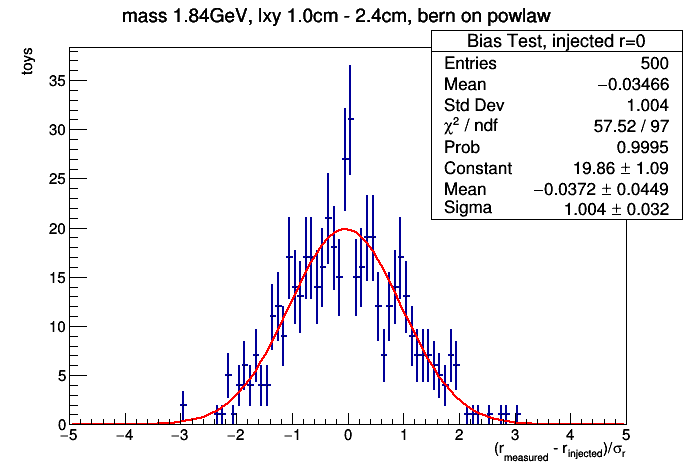 mass 1.84GeV, lxy 1.0cm - 2.4cm, bern on powlaw
toys
Bias Test, injected r=0
Entries 500
Mean −0.03466
Std Dev 1.004
χ² / ndf 57.52 / 97
Prob 0.9995
Constant 19.86 ± 1.09
Mean −0.0372 ± 0.0449
Sigma 1.004 ± 0.032
35
30
25
20
15
10
5
0
−5 −4 −3 −2 −1 0 1 2 3 4 5
(r_measured - r_injected)/σ_r